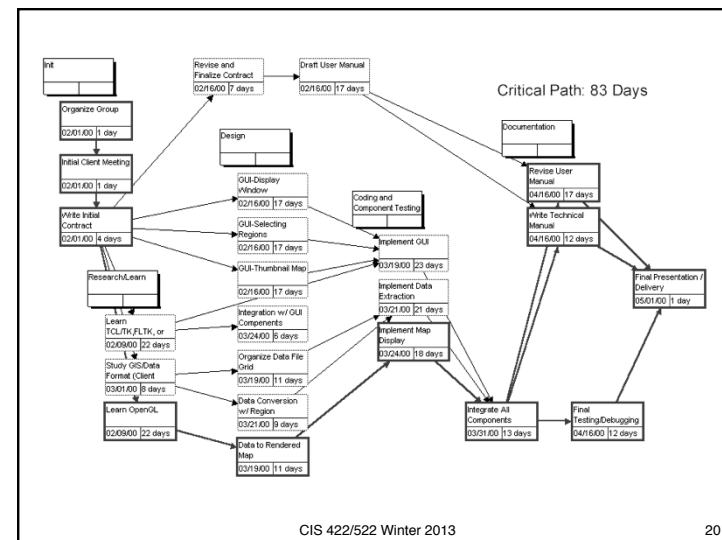 Init
Organize Group
02/01/00 1 day
Initial Client Meeting
02/01/00 1 day
Write Initial
Contract
02/01/00 4 days
Research/Learn
Learn
TCL/TK,FLTK, or
02/09/00 22 days
Study GIS/Data
Format (Client
03/01/00 8 days
Learn OpenGL
02/09/00 22 days
Revise and
Finalize Contract
02/16/00 7 days
Draft User Manual
02/16/00 17 days
Design
GUI-Display
Window
02/16/00 17 days
GUI-Selecting
Regions
02/16/00 17 days
GUI-Thumbnail Map
02/16/00 17 days
Integration w/ GUI
Components
03/24/00 6 days
Organize Data File
Grid
03/19/00 11 days
Data Conversion
w/ Region
03/21/00 9 days
Data to Rendered
Map
03/19/00 11 days
Coding and
Component Testing
Implement GUI
03/19/00 23 days
Implement Data
Extraction
03/21/00 21 days
Implement Map
Display
03/24/00 18 days
Integrate All
Components
03/31/00 13 days
Critical Path: 83 Days
Documentation
Revise User
Manual
04/16/00 17 days
Write Technical
Manual
04/16/00 12 days
Final
Testing/Debugging
04/16/00 12 days
Final Presentation /
Delivery
05/01/00 1 day
CIS 422/522 Winter 2013
20